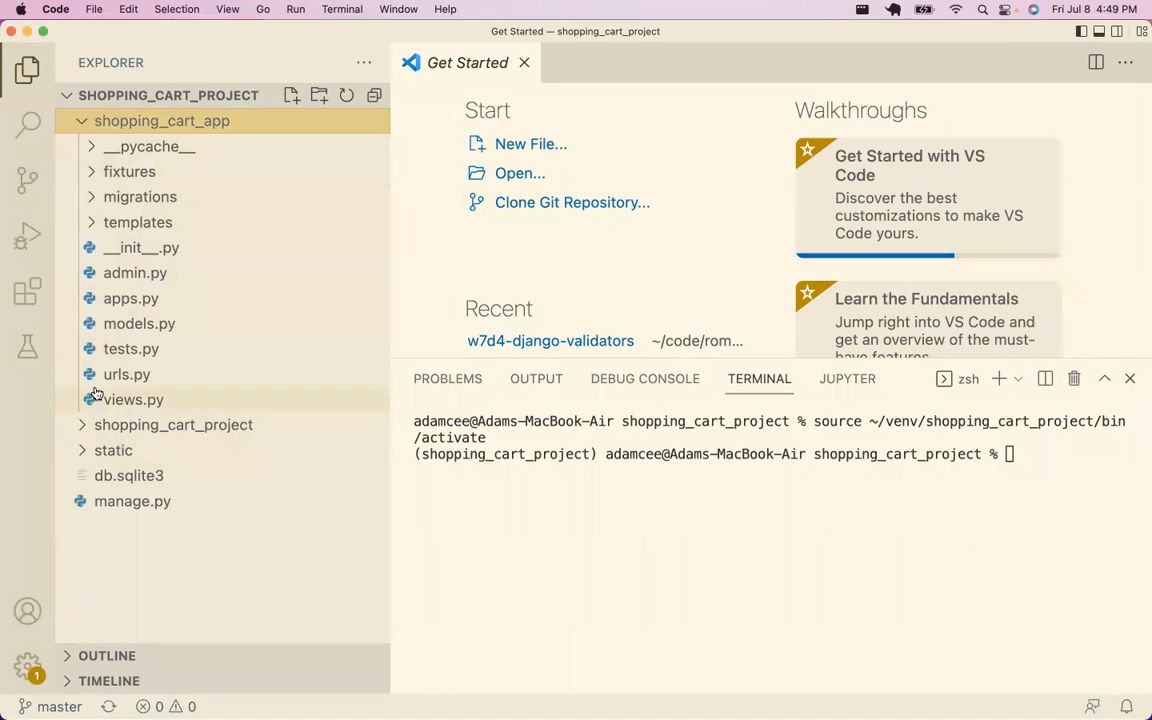 Code File Edit Selection View Go Run Terminal Window Help Fri Jul 8 4:49 PM
Get Started — shopping_cart_project
EXPLORER
Get Started
SHOPPING_CART_PROJECT
shopping_cart_app
__pycache__
fixtures
migrations
templates
__init__.py
admin.py
apps.py
models.py
tests.py
urls.py
views.py
shopping_cart_project
static
db.sqlite3
manage.py
OUTLINE
TIMELINE
Start
New File...
Open...
Clone Git Repository...
Recent
w7d4-django-validators ~/code/rom...
Walkthroughs
Get Started with VS
Code
Discover the best
customizations to make VS
Code yours.
Learn the Fundamentals
Jump right into VS Code and
get an overview of the must-
have features.
PROBLEMS OUTPUT DEBUG CONSOLE TERMINAL JUPYTER zsh
adamcee@Adams-MacBook-Air shopping_cart_project % source ~/venv/shopping_cart_project/bin
/activate
(shopping_cart_project) adamcee@Adams-MacBook-Air shopping_cart_project %
1
master 0 0